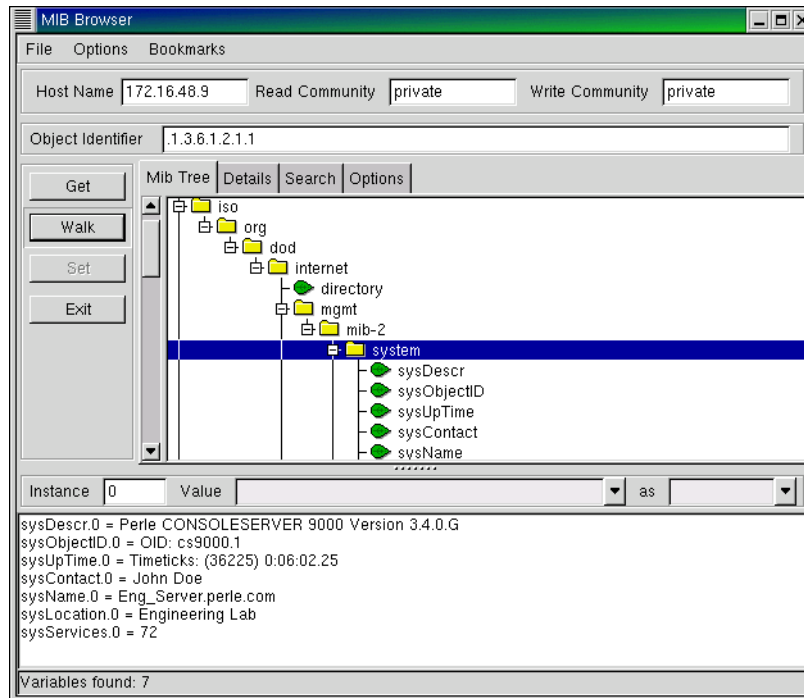 MIB Browser
File Options Bookmarks
Host Name 172.16.48.9 Read Community private Write Community private
Object Identifier .1.3.6.1.2.1.1
Get
Walk
Set
Exit
Mib Tree Details Search Options
iso
org
dod
internet
directory
mgmt
mib-2
system
sysDescr
sysObjectID
sysUpTime
sysContact
sysName
Instance 0 Value as
sysDescr.0 = Perle CONSOLESERVER 9000 Version 3.4.0.G
sysObjectID.0 = OID: cs9000.1
sysUpTime.0 = Timeticks: (36225) 0:06:02.25
sysContact.0 = John Doe
sysName.0 = Eng_Server.perle.com
sysLocation.0 = Engineering Lab
sysServices.0 = 72
Variables found: 7